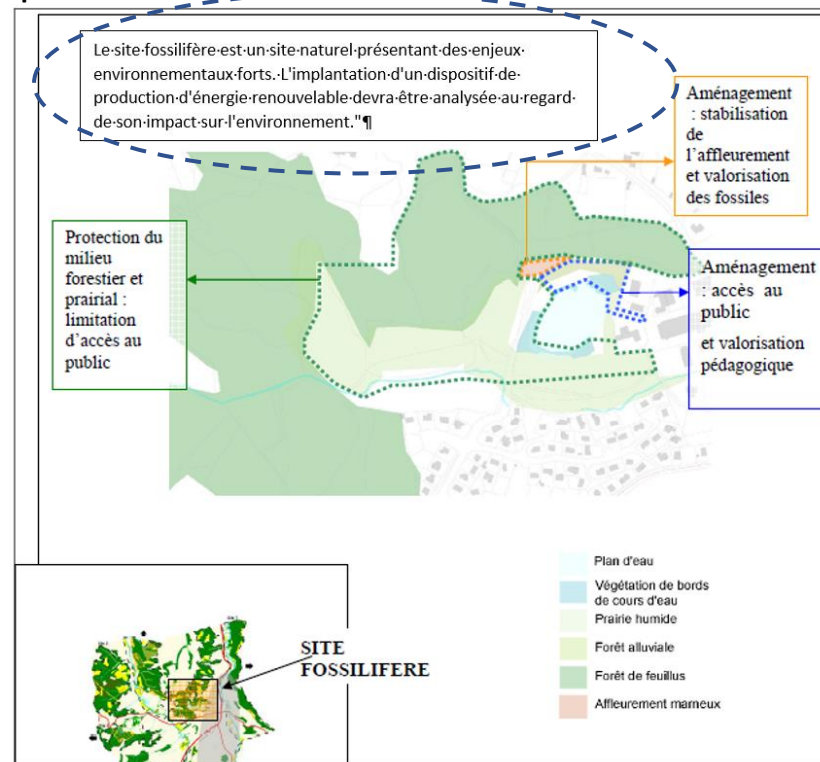 Le·site·fossilifère·est·un·site·naturel·présentant·des·enjeux·
environnementaux·forts.·L'implantation·d'un·dispositif·de·
production·d'énergie·renouvelable·devra·être·analysée·au·regard·
de·son·impact·sur·l'environnement."¶
Aménagement
: stabilisation
de
l'affleurement
et valorisation
des fossiles
Protection du
milieu
forestier et
prairial :
limitation
d'accès au
public
Aménagement
: accès au
public
et valorisation
pédagogique
Plan d'eau
Végétation de bords
de cours d'eau
Prairie humide
Forêt alluviale
Forêt de feuillus
Affleurement marneux
SITE
FOSSILIFERE